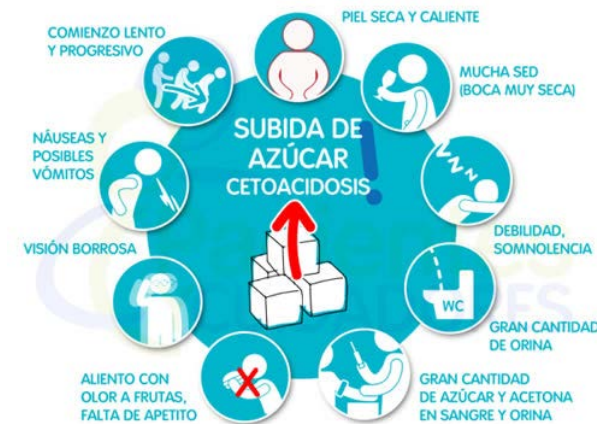 PIEL SECA Y CALIENTE
COMIENZO LENTO
Y PROGRESIVO
MUCHA SED
(BOCA MUY SECA)
SUBIDA DE
AZÚCAR
CETOACIDOSIS
!
NÁUSEAS Y
POSIBLES
VÓMITOS
DEBILIDAD,
SOMNOLENCIA
VISIÓN BORROSA
WC
GRAN CANTIDAD
DE ORINA
ALIENTO CON
OLOR A FRUTAS,
FALTA DE APETITO
GRAN CANTIDAD
DE AZÚCAR Y ACETONA
EN SANGRE Y ORINA